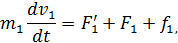 m₁ dv₁/dt = F₁′ + F₁ + f₁,